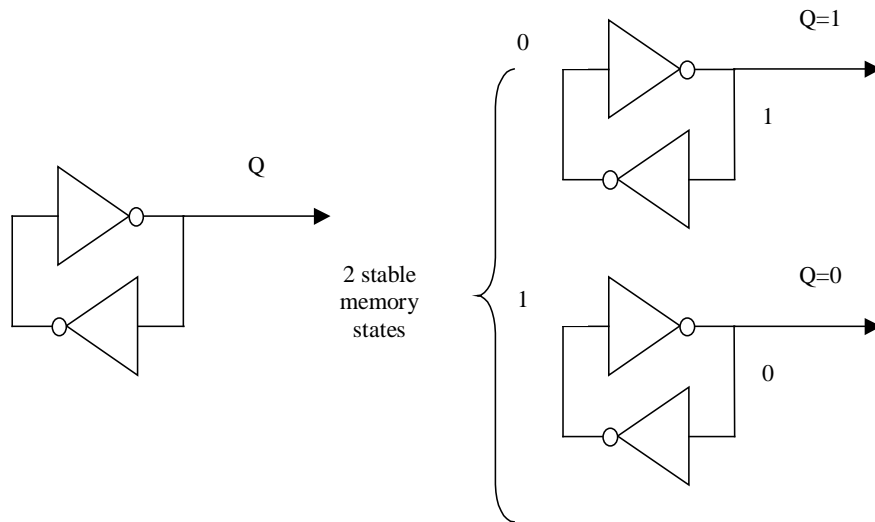 Q
2 stable
memory
states
0
Q=1
1
1
Q=0
0